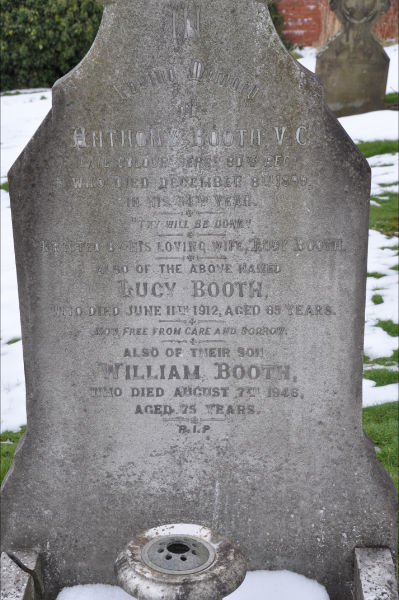 IN
Loving Memory
OF
ANTHONY BOOTH, V.C.
LATE COLOUR SERGT 80TH REGT
WHO DIED DECEMBER 8TH 1899,
IN HIS 54TH YEAR.
"THY WILL BE DONE"
ERECTED BY HIS LOVING WIFE, LUCY BOOTH.
ALSO OF THE ABOVE NAMED
LUCY BOOTH,
WHO DIED JUNE 11TH 1912, AGED 65 YEARS.
NOW FREE FROM CARE AND SORROW.
ALSO OF THEIR SON
WILLIAM BOOTH,
WHO DIED AUGUST 7TH 1946,
AGED 75 YEARS.
R.I.P.